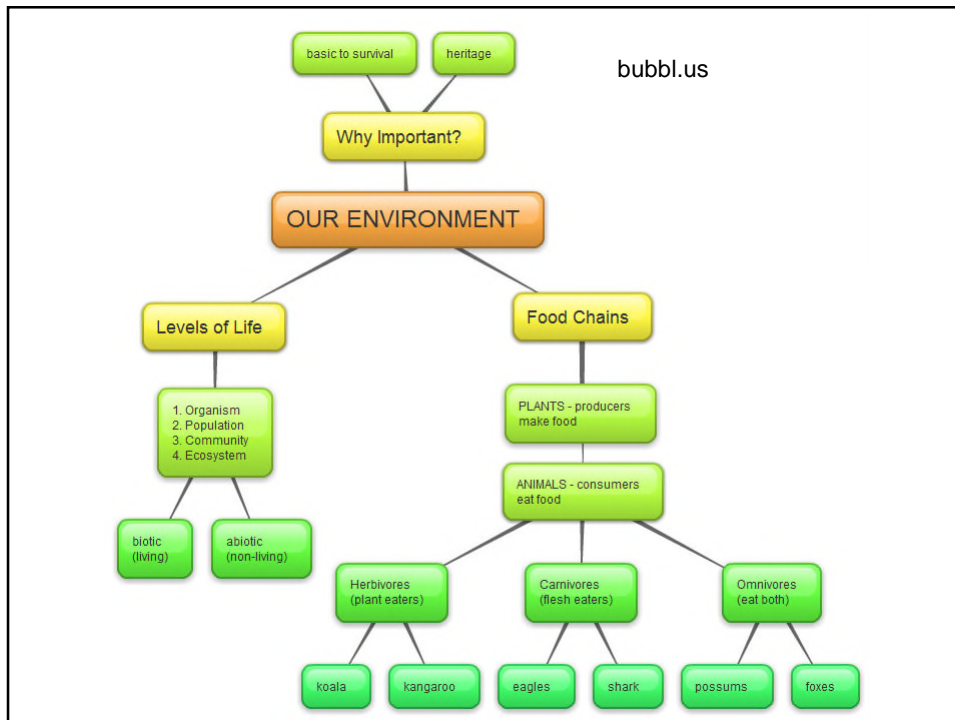 basic to survival
heritage
bubbl.us
Why Important?
OUR ENVIRONMENT
Levels of Life
Food Chains
1. Organism
2. Population
3. Community
4. Ecosystem
PLANTS - producers
make food
ANIMALS - consumers
eat food
biotic
(living)
abiotic
(non-living)
Herbivores
(plant eaters)
Carnivores
(flesh eaters)
Omnivores
(eat both)
koala
kangaroo
eagles
shark
possums
foxes